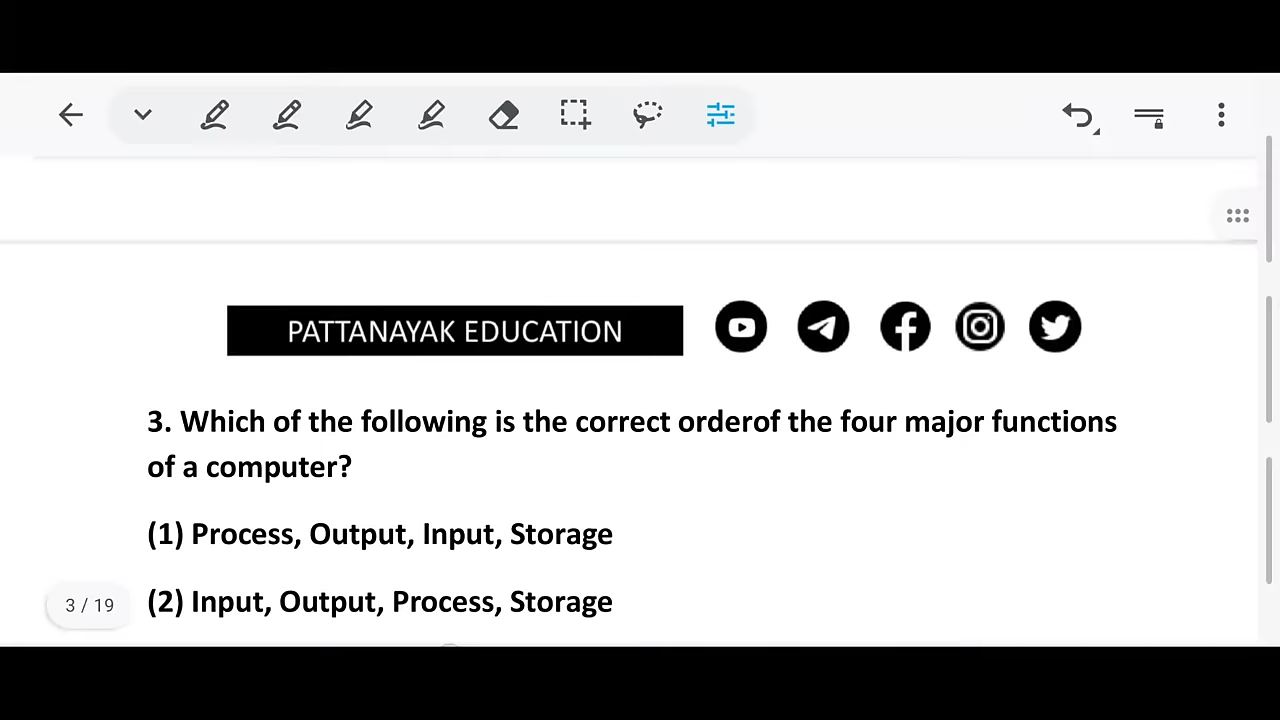 PATTANAYAK EDUCATION
3. Which of the following is the correct orderof the four major functions
of a computer?
(1) Process, Output, Input, Storage
(2) Input, Output, Process, Storage
3 / 19